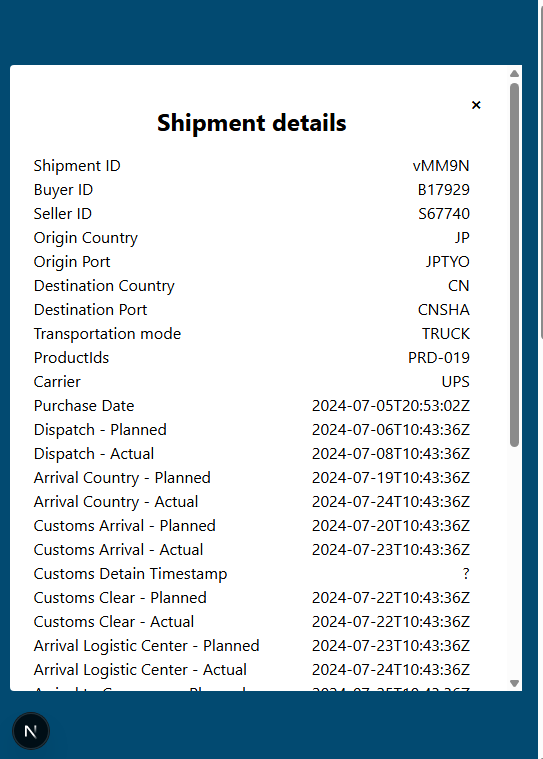 ×
Shipment details
Shipment ID vMM9N
Buyer ID B17929
Seller ID S67740
Origin Country JP
Origin Port JPTYO
Destination Country CN
Destination Port CNSHA
Transportation mode TRUCK
ProductIds PRD-019
Carrier UPS
Purchase Date 2024-07-05T20:53:02Z
Dispatch - Planned 2024-07-06T10:43:36Z
Dispatch - Actual 2024-07-08T10:43:36Z
Arrival Country - Planned 2024-07-19T10:43:36Z
Arrival Country - Actual 2024-07-24T10:43:36Z
Customs Arrival - Planned 2024-07-20T10:43:36Z
Customs Arrival - Actual 2024-07-23T10:43:36Z
Customs Detain Timestamp ?
Customs Clear - Planned 2024-07-22T10:43:36Z
Customs Clear - Actual 2024-07-22T10:43:36Z
Arrival Logistic Center - Planned 2024-07-23T10:43:36Z
Arrival Logistic Center - Actual 2024-07-24T10:43:36Z
N